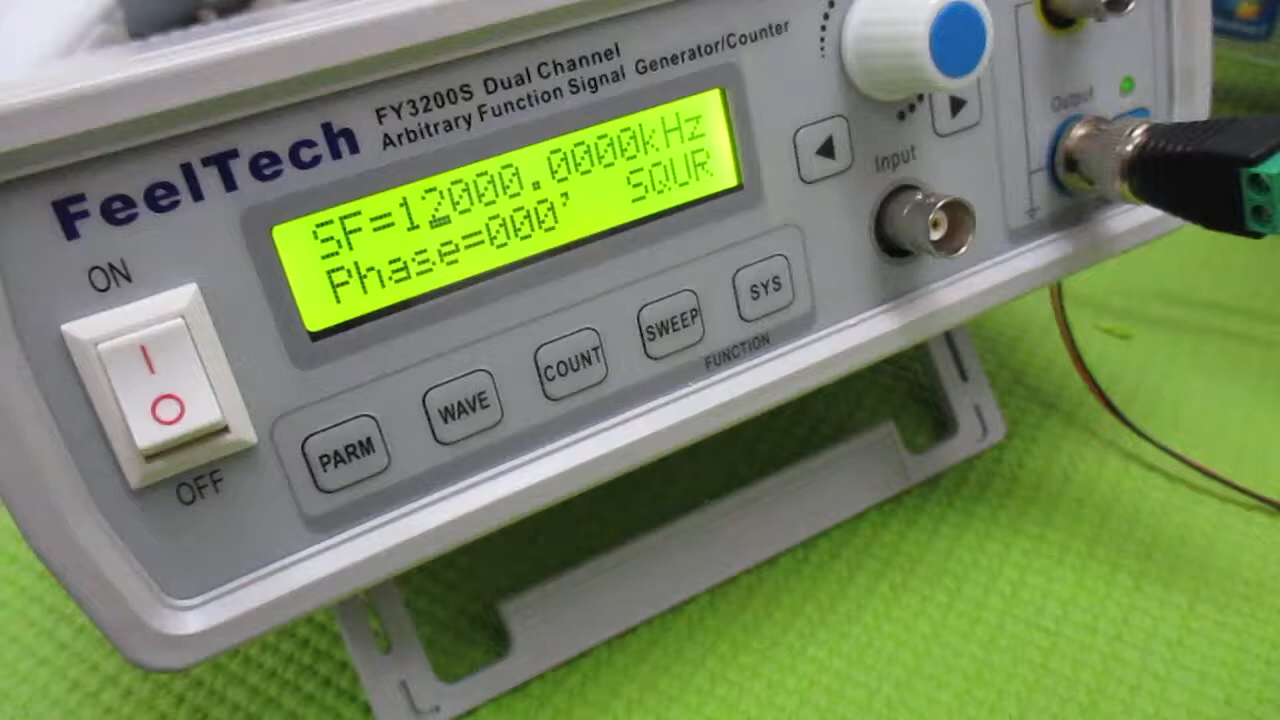 FeelTech
FY3200S Dual Channel
Arbitrary Function Signal Generator/Counter
SF=12000.0000kHz
Phase=000' SQUR
ON
I
O
OFF
PARM
WAVE
COUNT
SWEEP
SYS
FUNCTION
Input
Output